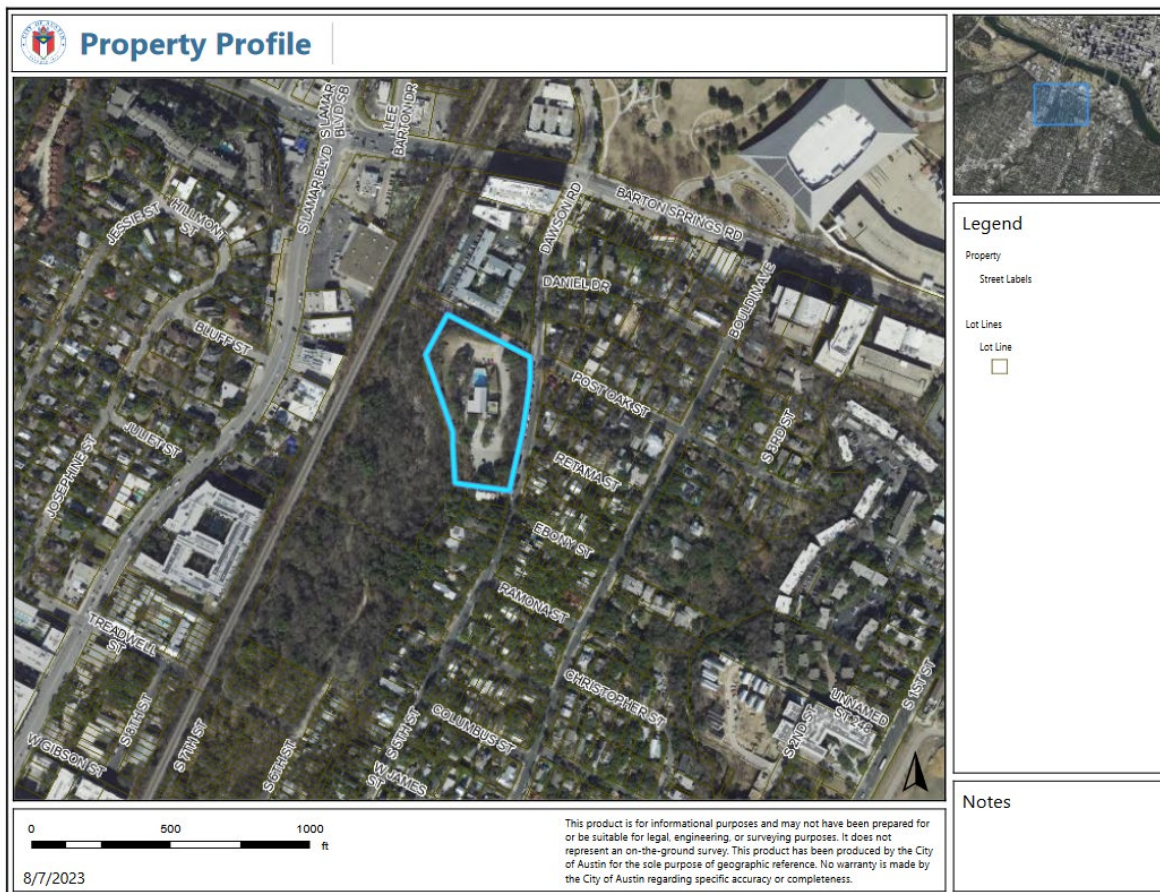 CITY OF AUSTIN
Property Profile
S LAMAR BLVD
S LAMAR
BLVD SB
LEE
BARTON DR
JESSIE ST
HILLMONT
ST
DAWSON RD
BARTON SPRINGS RD
DANIEL DR
BOULDIN AVE
BLUFF ST
POST OAK ST
JULIET ST
JOSEPHINE ST
S 3RD ST
RETAMA ST
EBONY ST
RAMONA ST
TREADWELL
ST
CHRISTOPHER ST
UNNAMED
S 1ST ST
S 8TH ST
S 7TH ST
S 6TH ST
S 5TH ST
COLUMBUS ST
S 2ND ST
W GIBSON ST
W JAMES
ST
Legend
Property
Street Labels
Lot Lines
Lot Line
Notes
0 500 1000
ft
8/7/2023
This product is for informational purposes and may not have been prepared for
or be suitable for legal, engineering, or surveying purposes. It does not
represent an on-the-ground survey. This product has been produced by the City
of Austin for the sole purpose of geographic reference. No warranty is made by
the City of Austin regarding specific accuracy or completeness.